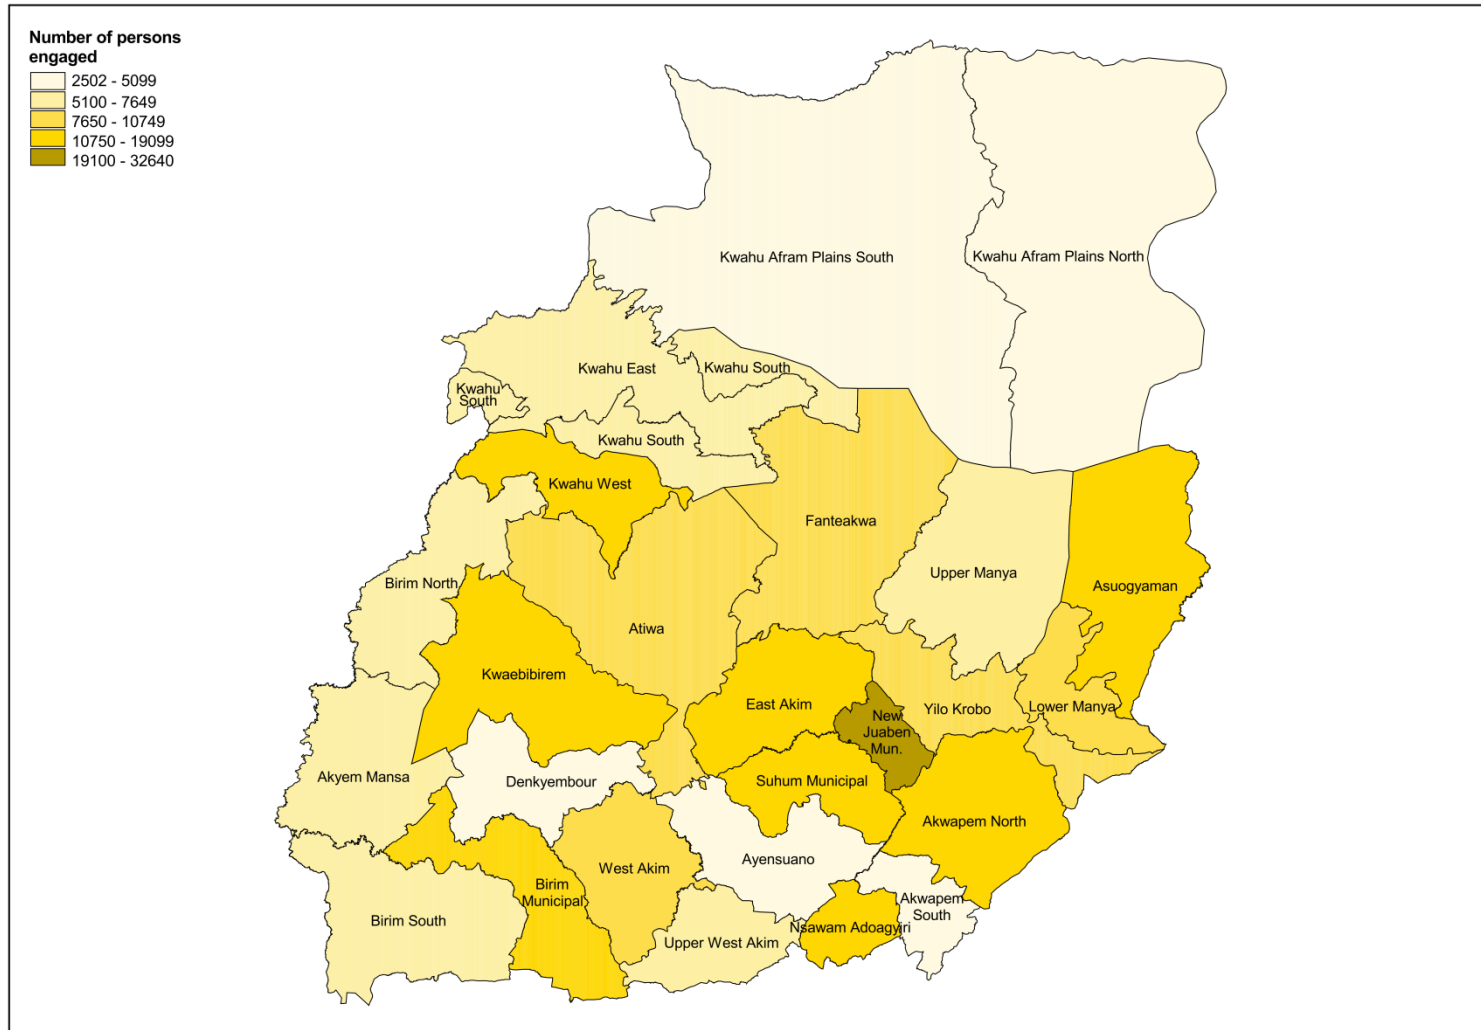 Number of persons
engaged
2502 - 5099
5100 - 7649
7650 - 10749
10750 - 19099
19100 - 32640
Kwahu Afram Plains South
Kwahu Afram Plains North
Kwahu East
Kwahu South
Kwahu
South
Kwahu South
Kwahu West
Fanteakwa
Birim North
Upper Manya
Asuogyaman
Atiwa
Kwaebibirem
East Akim
New
Juaben
Mun.
Yilo Krobo
Lower Manya
Akyem Mansa
Denkyembour
Suhum Municipal
Akwapem North
Ayensuano
West Akim
Birim
Municipal
Akwapem
South
Birim South
Nsawam Adoagyiri
Upper West Akim